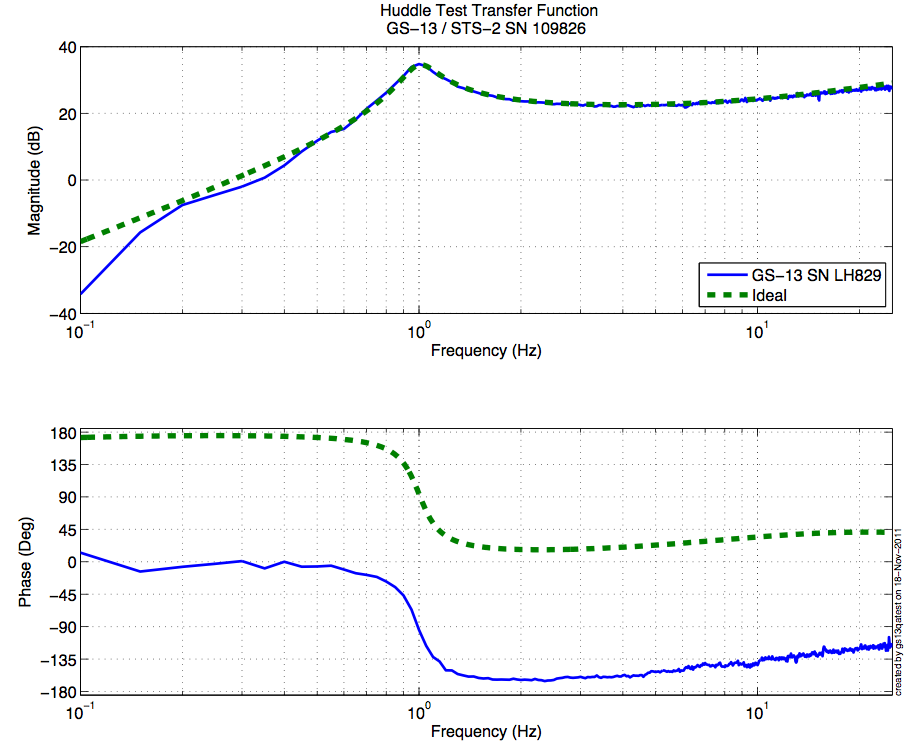 Huddle Test Transfer Function
GS−13 / STS−2 SN 109826
40
20
0
−20
−40
Magnitude (dB)
GS−13 SN LH829
Ideal
10⁻¹
10⁰
10¹
Frequency (Hz)
180
135
90
45
0
−45
−90
−135
−180
Phase (Deg)
10⁻¹
10⁰
10¹
Frequency (Hz)
created by gs13qatest on 18−Nov−2011